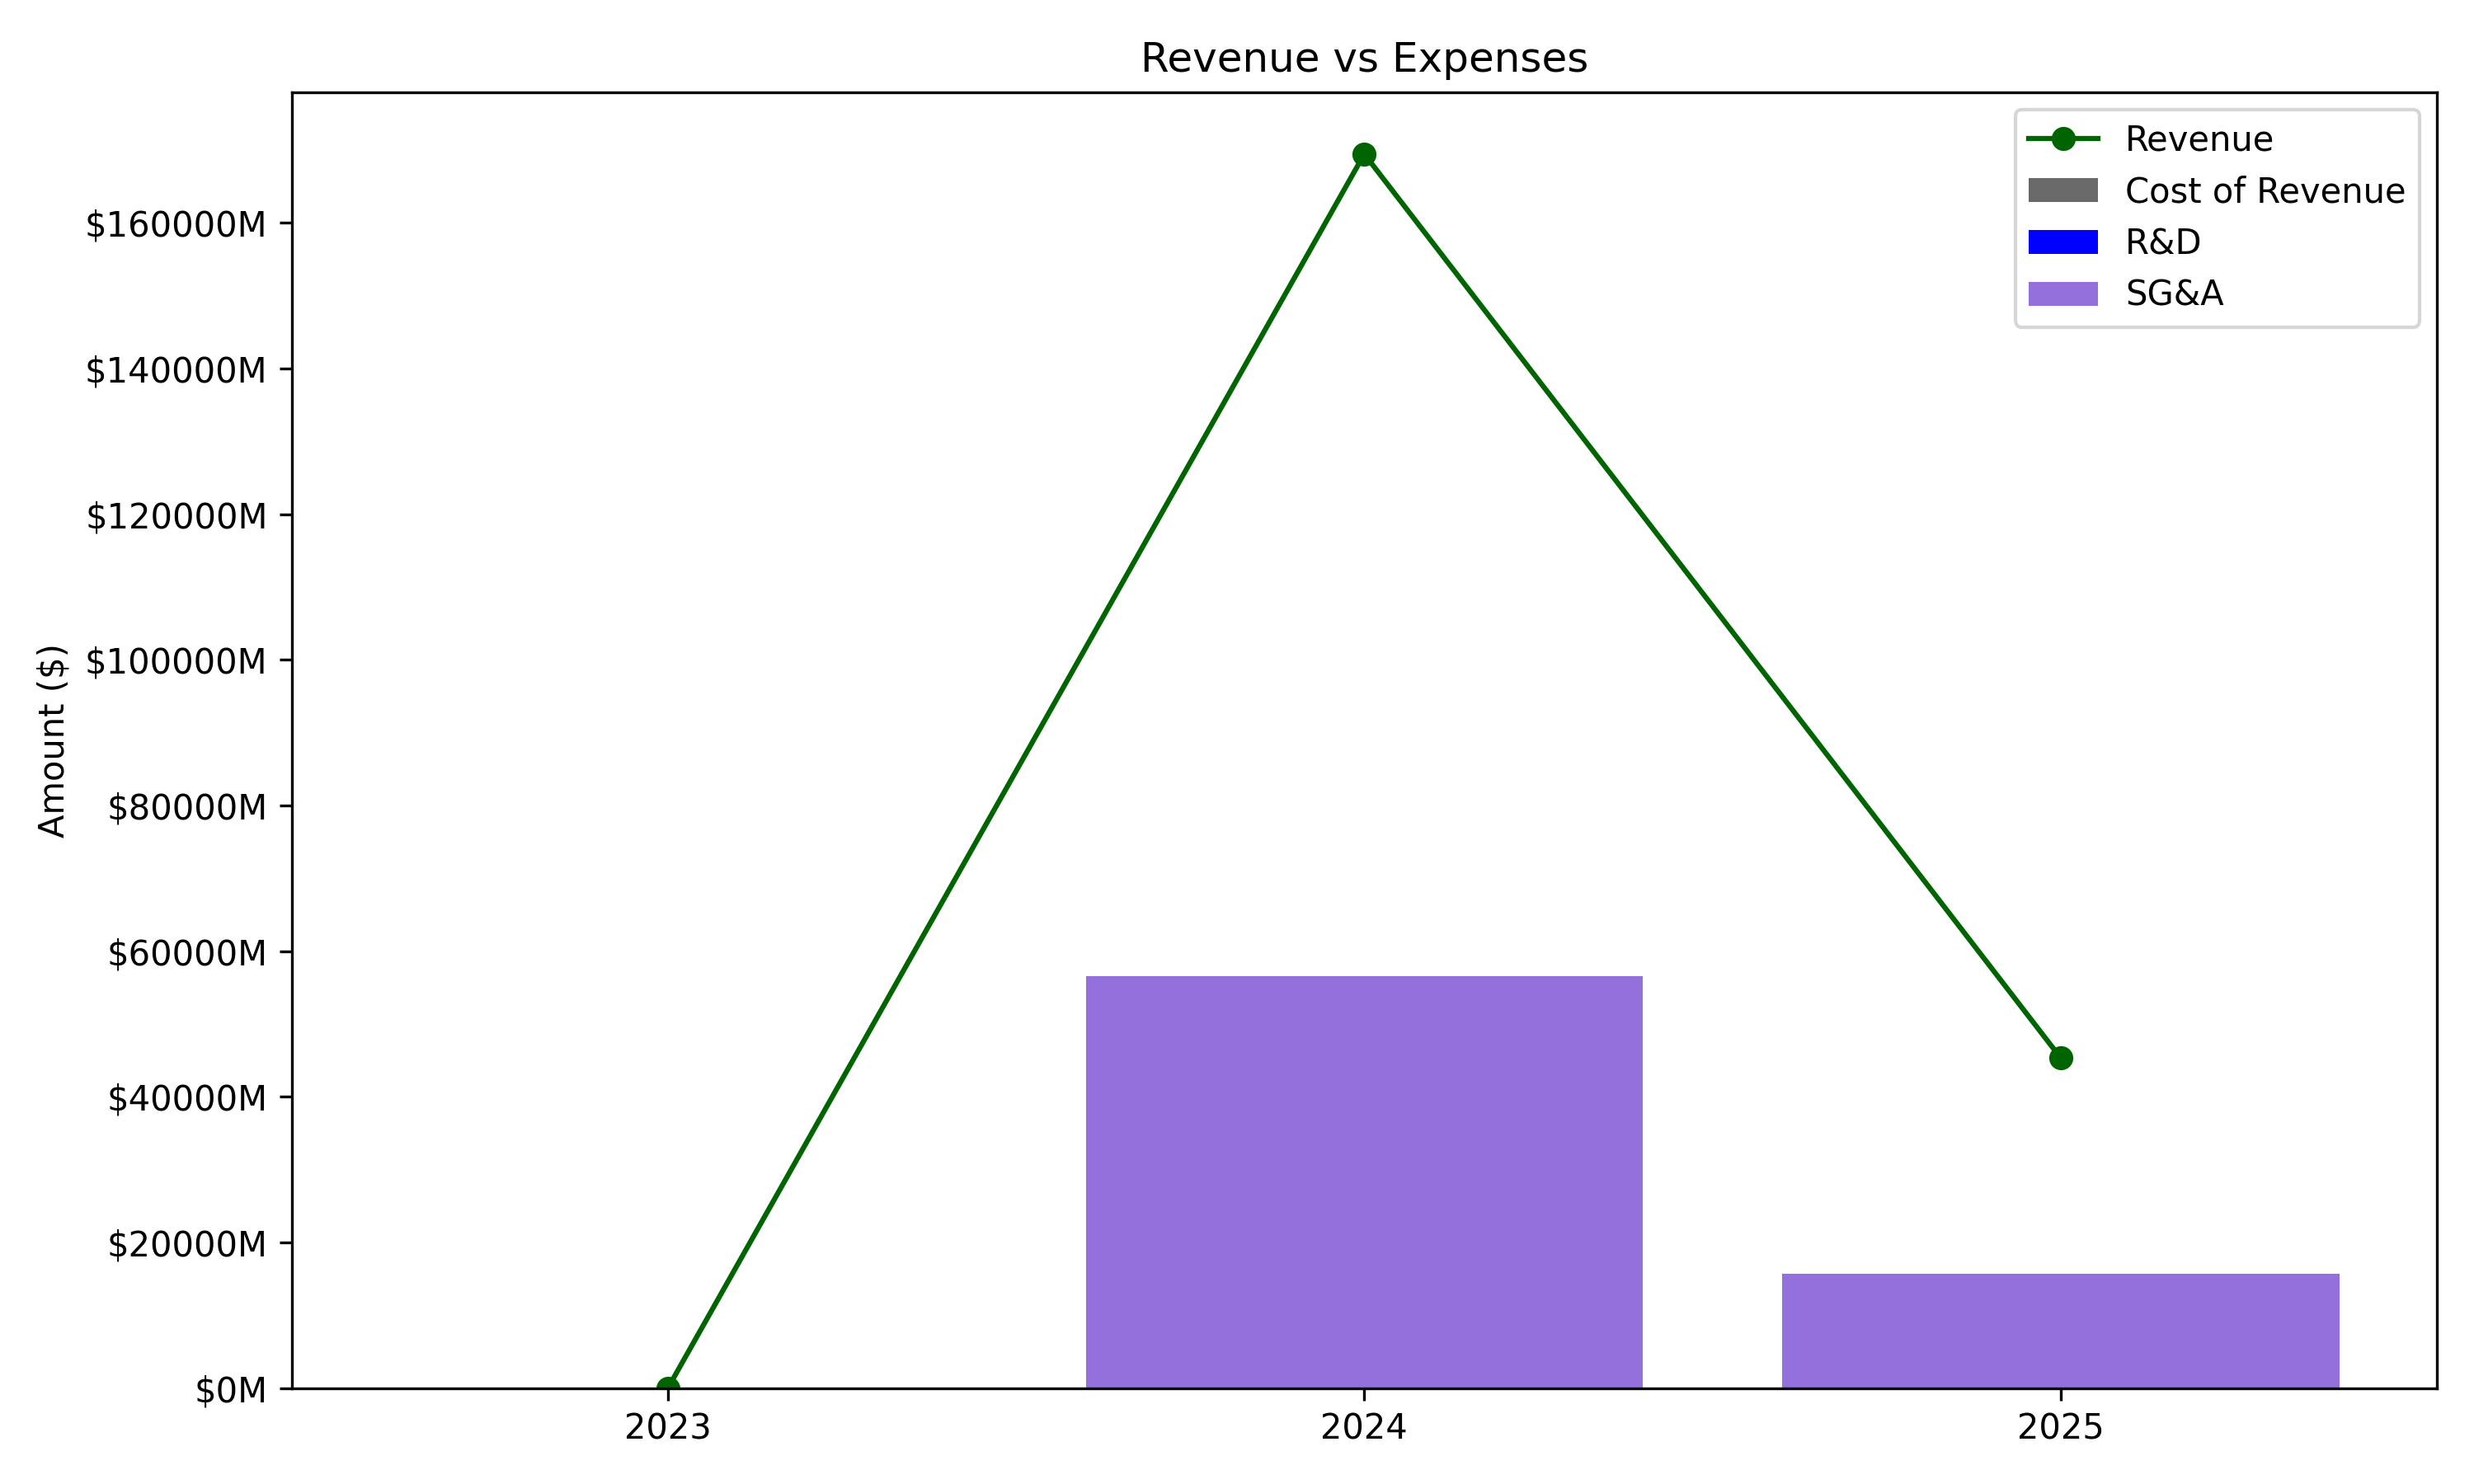 Revenue vs Expenses
Revenue
Cost of Revenue
R&D
SG&A
Amount ($)
$160000M
$140000M
$120000M
$100000M
$80000M
$60000M
$40000M
$20000M
$0M
2023
2024
2025